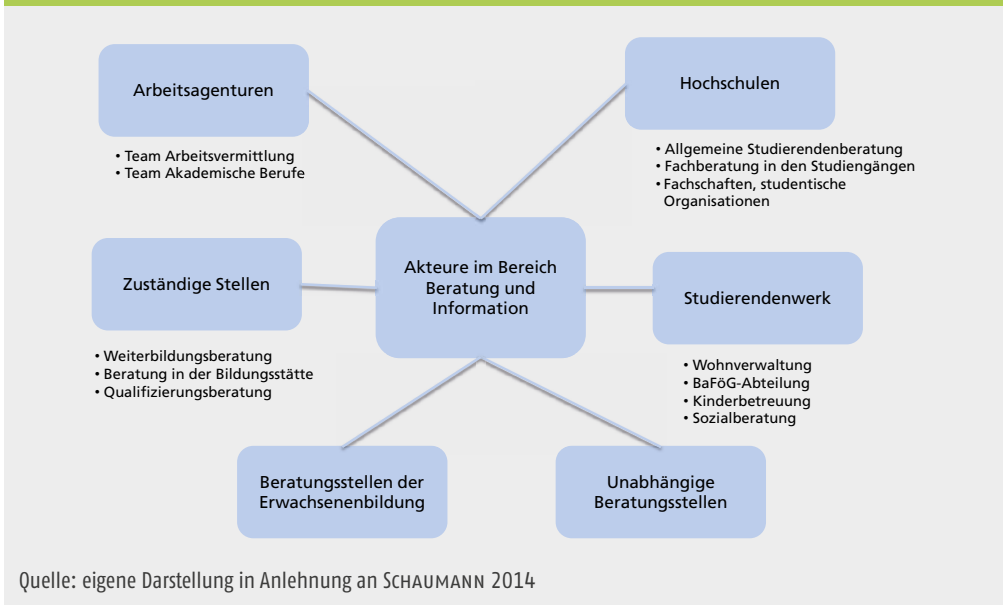 Arbeitsagenturen
• Team Arbeitsvermittlung
• Team Akademische Berufe
Hochschulen
• Allgemeine Studierendenberatung
• Fachberatung in den Studiengängen
• Fachschaften, studentische
Organisationen
Akteure im Bereich
Beratung und
Information
Zuständige Stellen
• Weiterbildungsberatung
• Beratung in der Bildungsstätte
• Qualifizierungsberatung
Studierendenwerk
• Wohnverwaltung
• BaFöG-Abteilung
• Kinderbetreuung
• Sozialberatung
Beratungsstellen der
Erwachsenenbildung
Unabhängige
Beratungsstellen
Quelle: eigene Darstellung in Anlehnung an SCHAUMANN 2014